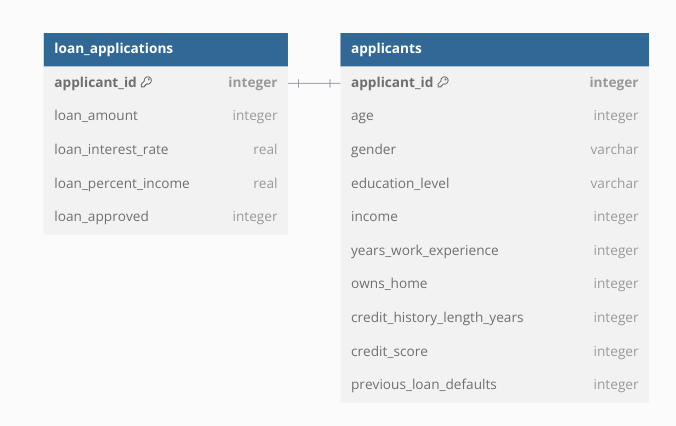 loan_applications
applicant_id integer
loan_amount integer
loan_interest_rate real
loan_percent_income real
loan_approved integer
applicants
applicant_id integer
age integer
gender varchar
education_level varchar
income integer
years_work_experience integer
owns_home integer
credit_history_length_years integer
credit_score integer
previous_loan_defaults integer